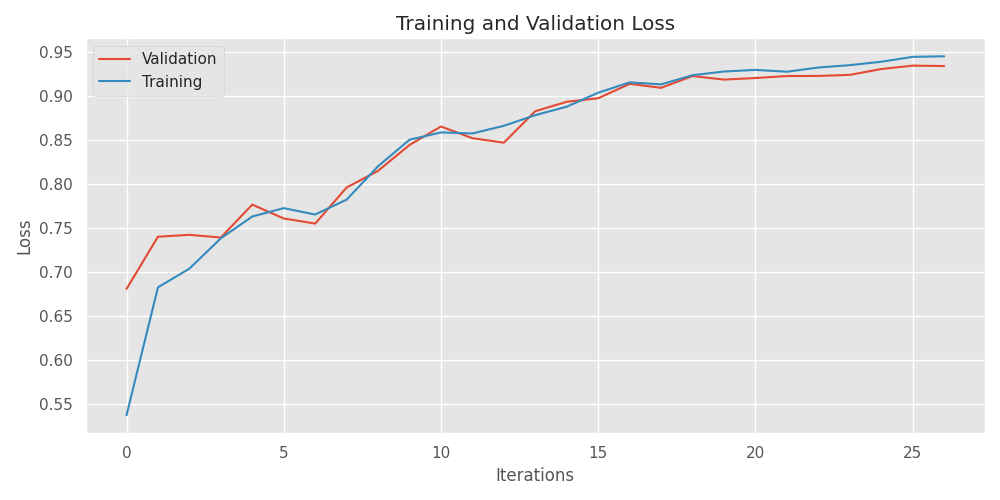 Training and Validation Loss
Validation
Training
0.95
0.90
0.85
0.80
0.75
0.70
0.65
0.60
0.55
Loss
0 5 10 15 20 25
Iterations